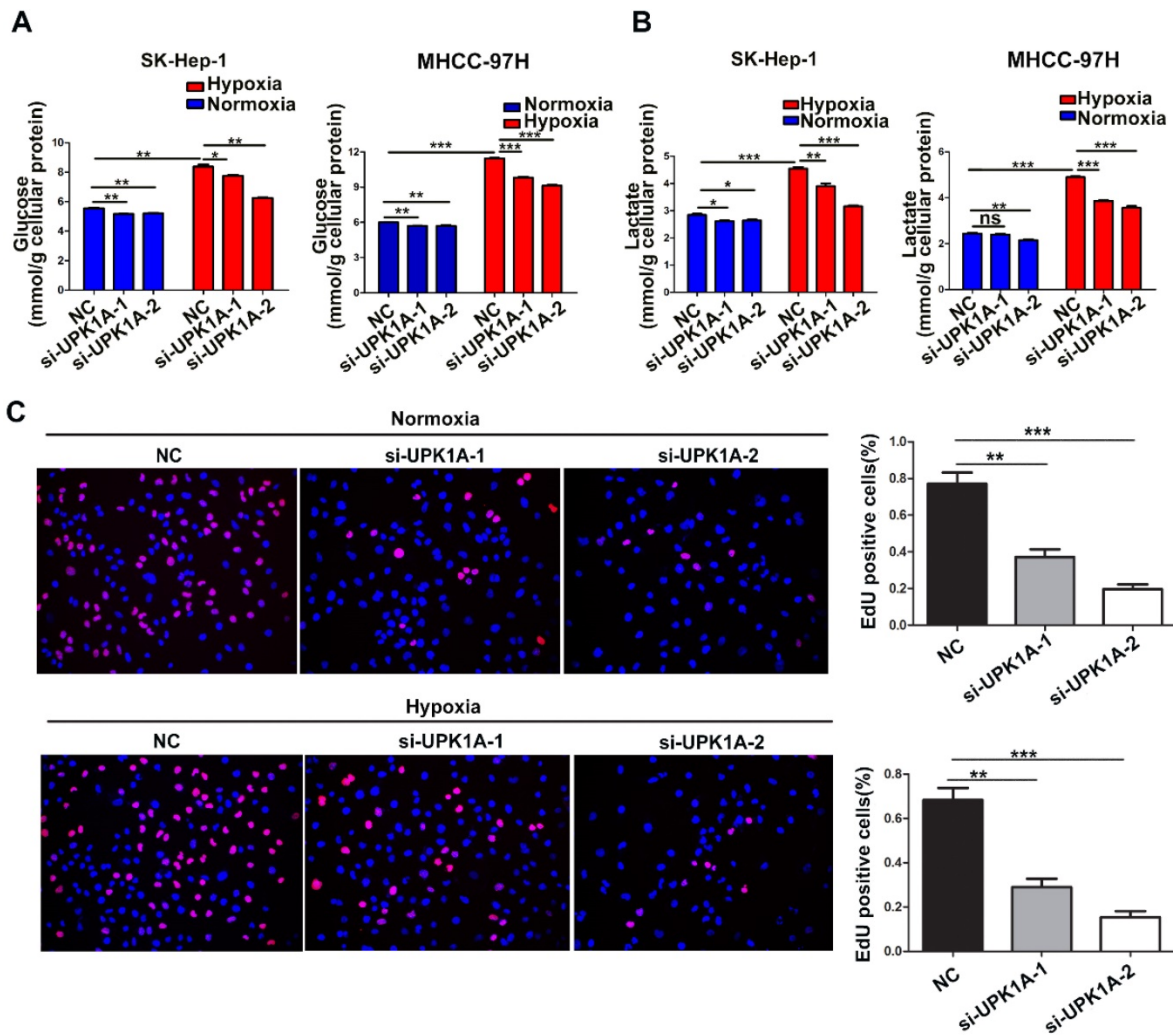 A
SK-Hep-1
Hypoxia
Normoxia
Glucose
(mmol/g cellular protein)
10
8
6
4
2
0
**
*
**
**
**
NC
si-UPK1A-1
si-UPK1A-2
NC
si-UPK1A-1
si-UPK1A-2
MHCC-97H
Normoxia
Hypoxia
Glucose
(mmol/g cellular protein)
12
9
6
3
0
***
***
***
**
**
NC
si-UPK1A-1
si-UPK1A-2
NC
si-UPK1A-1
si-UPK1A-2
B
SK-Hep-1
Hypoxia
Normoxia
Lactate
(mmol/g cellular protein)
5
4
3
2
1
0
***
***
**
*
*
NC
si-UPK1A-1
si-UPK1A-2
NC
si-UPK1A-1
si-UPK1A-2
MHCC-97H
Hypoxia
Normoxia
Lactate
(mmol/g cellular protein)
6
4
2
0
***
***
***
**
ns
NC
si-UPK1A-1
si-UPK1A-2
NC
si-UPK1A-1
si-UPK1A-2
C
Normoxia
NC
si-UPK1A-1
si-UPK1A-2
EdU positive cells(%)
1.0
0.8
0.6
0.4
0.2
0.0
***
**
NC
si-UPK1A-1
si-UPK1A-2
Hypoxia
NC
si-UPK1A-1
si-UPK1A-2
EdU positive cells(%)
0.8
0.6
0.4
0.2
0.0
***
**
NC
si-UPK1A-1
si-UPK1A-2